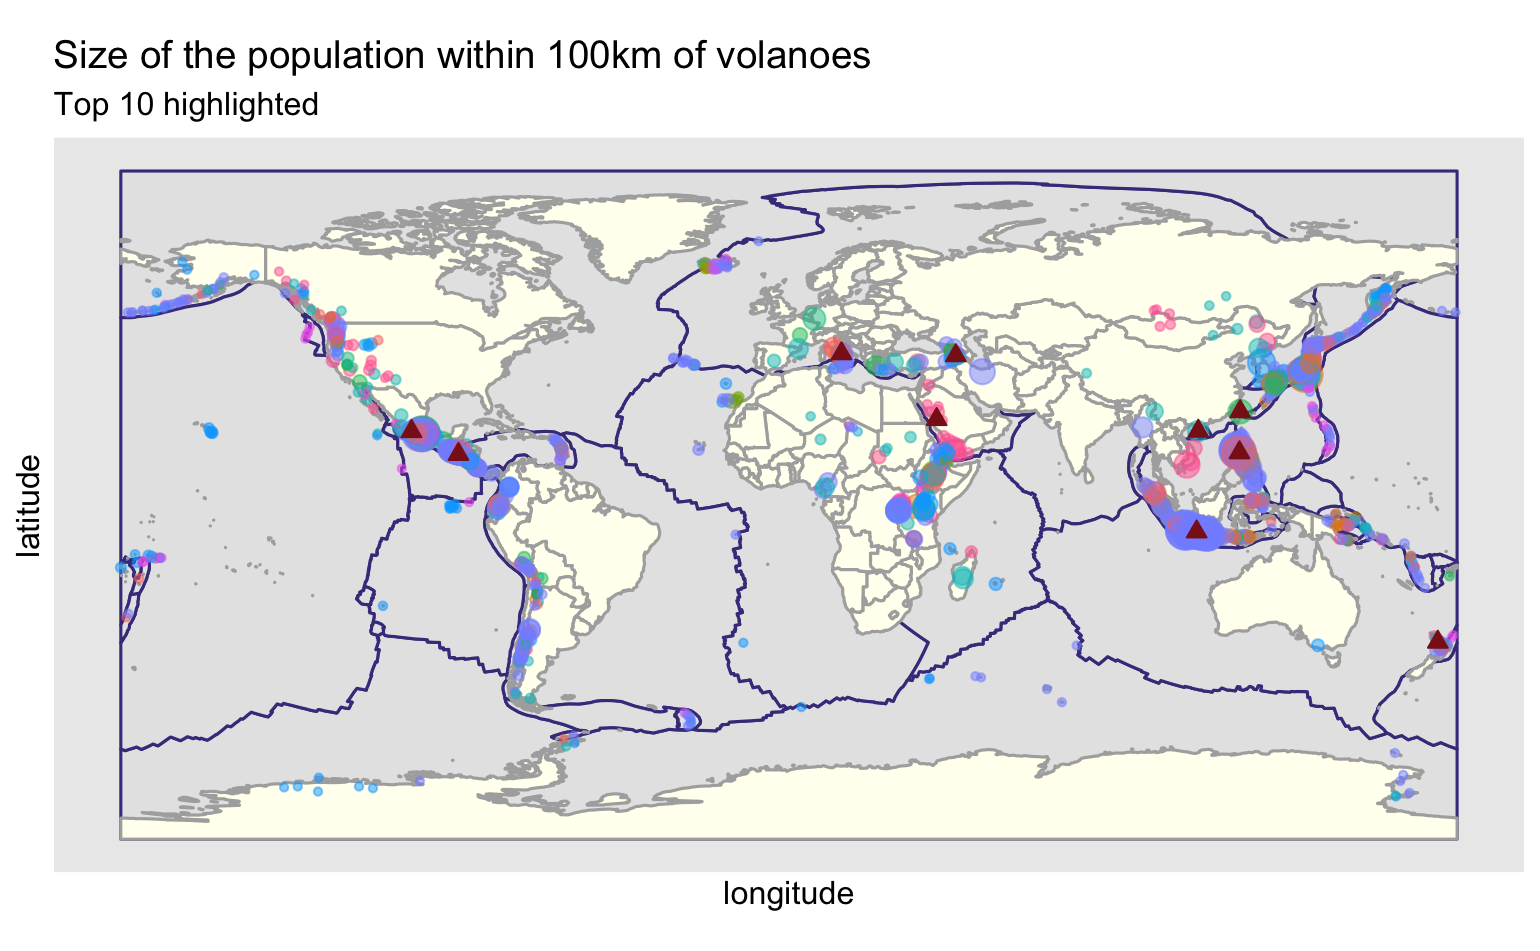 Size of the population within 100km of volanoes
Top 10 highlighted
latitude
longitude